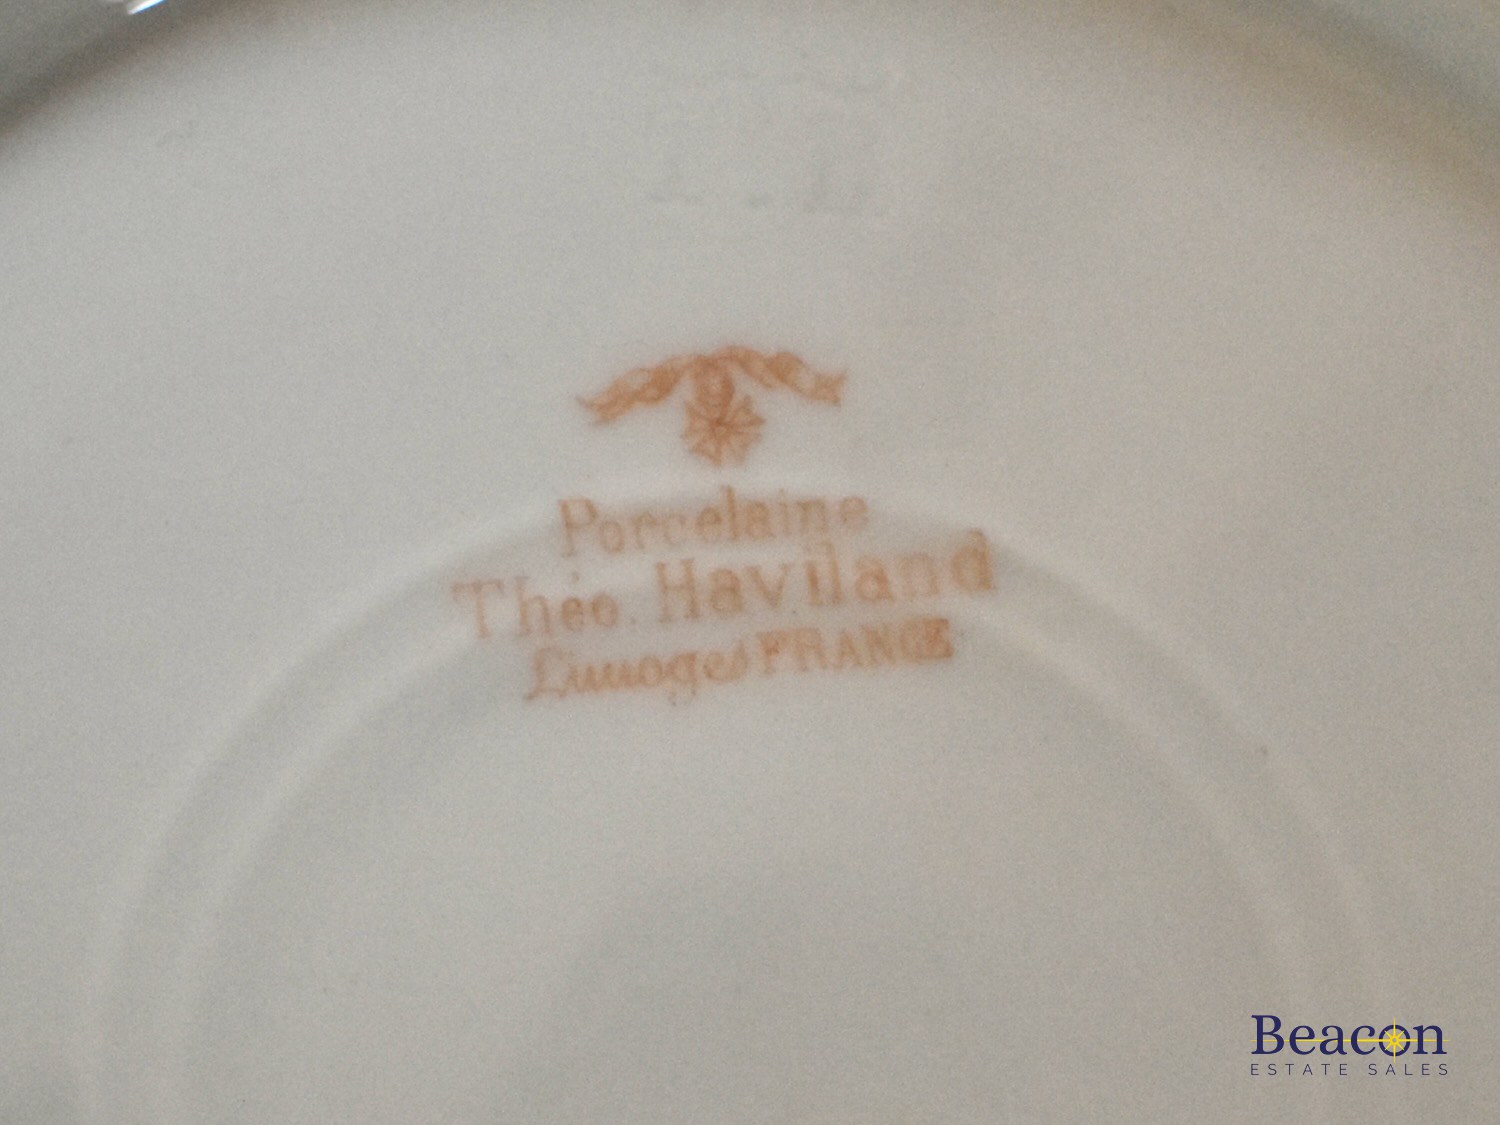 Porcelaine
Théo. Haviland
Limoges FRANCE
Beacon
ESTATE SALES